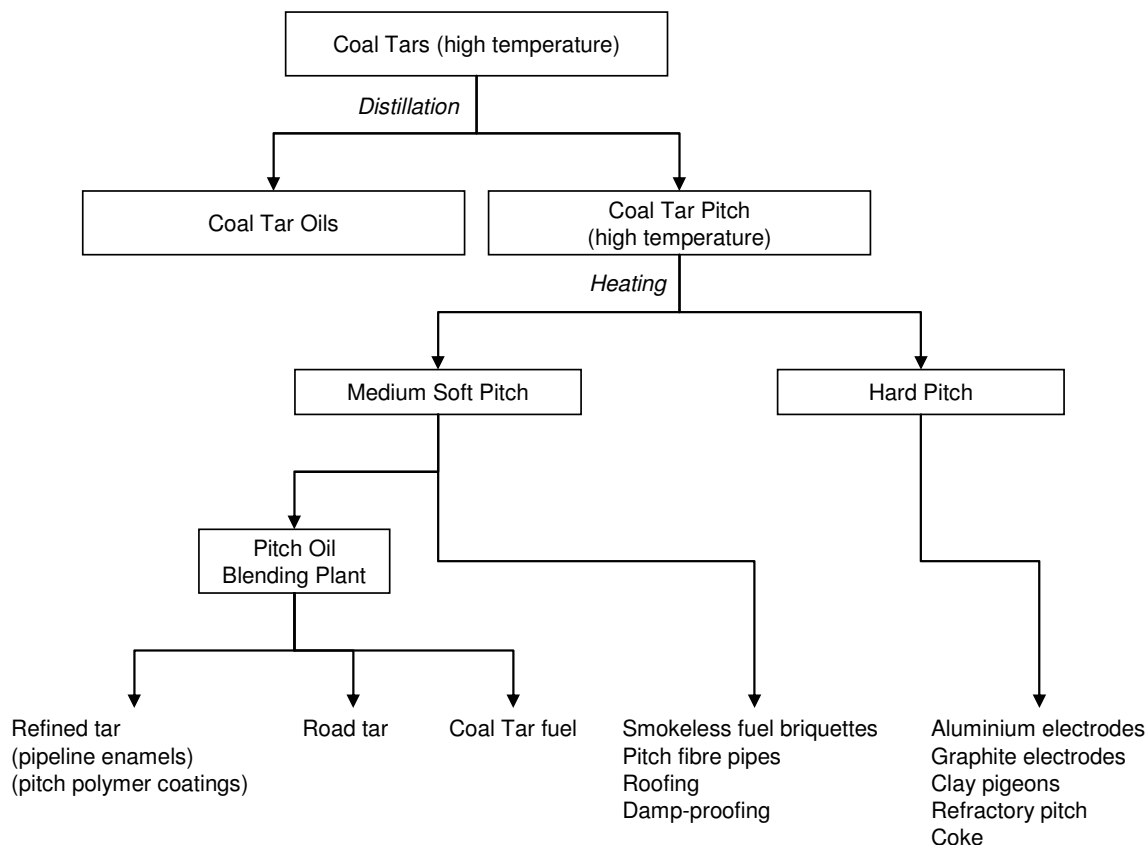 Coal Tars (high temperature)
Distillation
Coal Tar Oils
Coal Tar Pitch
(high temperature)
Heating
Medium Soft Pitch
Hard Pitch
Pitch Oil
Blending Plant
Refined tar
(pipeline enamels)
(pitch polymer coatings)
Road tar
Coal Tar fuel
Smokeless fuel briquettes
Pitch fibre pipes
Roofing
Damp-proofing
Aluminium electrodes
Graphite electrodes
Clay pigeons
Refractory pitch
Coke